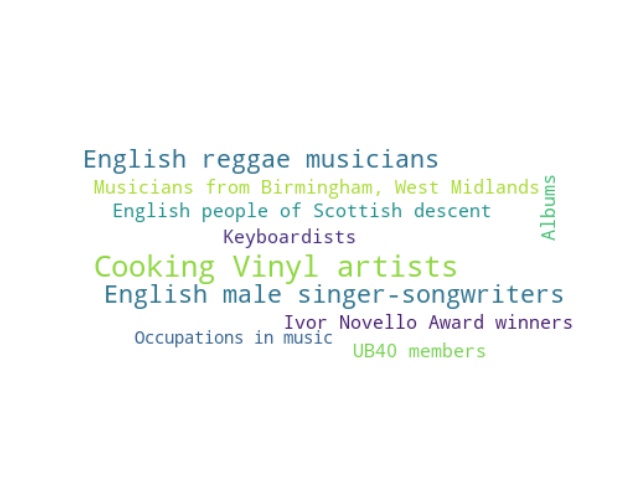 English reggae musicians
Musicians from Birmingham, West Midlands
Albums
English people of Scottish descent
Keyboardists
Cooking Vinyl artists
English male singer-songwriters
Ivor Novello Award winners
Occupations in music
UB40 members